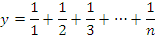 y = 1/1 + 1/2 + 1/3 + ⋯ + 1/n